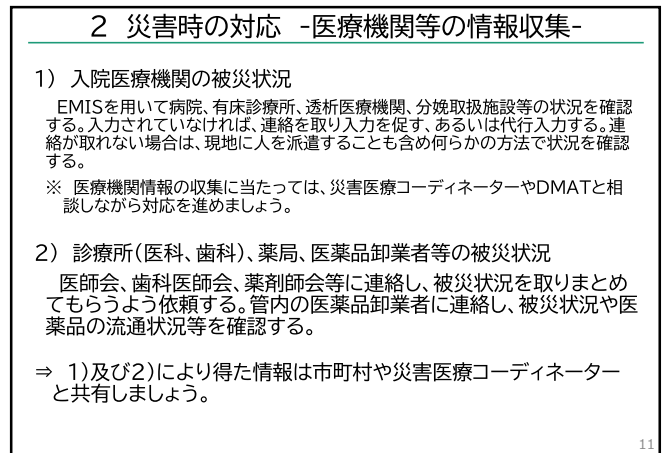 2 災害時の対応 -医療機関等の情報収集-
1) 入院医療機関の被災状況
EMISを用いて病院、有床診療所、透析医療機関、分娩取扱施設等の状況を確認
する。入力されていなければ、連絡を取り入力を促す、あるいは代行入力する。連
絡が取れない場合は、現地に人を派遣することも含め何らかの方法で状況を確認
する。
※ 医療機関情報の収集に当たっては、災害医療コーディネーターやDMATと相
談しながら対応を進めましょう。
2) 診療所(医科、歯科)、薬局、医薬品卸業者等の被災状況
医師会、歯科医師会、薬剤師会等に連絡し、被災状況を取りまとめ
てもらうよう依頼する。管内の医薬品卸業者に連絡し、被災状況や医
薬品の流通状況等を確認する。
⇒ 1)及び2)により得た情報は市町村や災害医療コーディネーター
と共有しましょう。
11